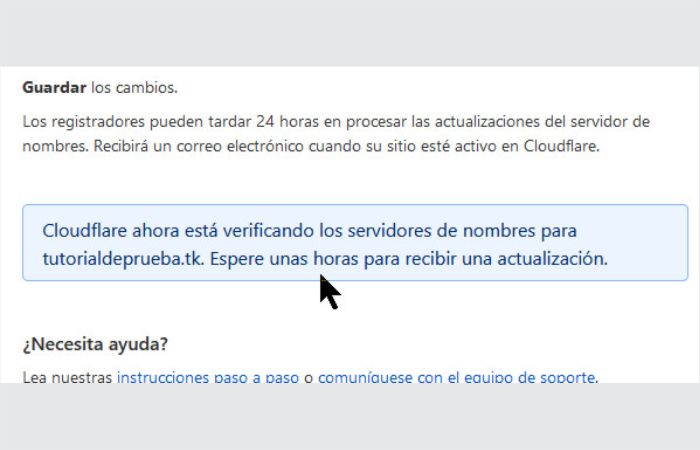 Guardar los cambios.
Los registradores pueden tardar 24 horas en procesar las actualizaciones del servidor de
nombres. Recibirá un correo electrónico cuando su sitio esté activo en Cloudflare.
Cloudflare ahora está verificando los servidores de nombres para
tutorialdeprueba.tk. Espere unas horas para recibir una actualización.
¿Necesita ayuda?
Lea nuestras instrucciones paso a paso o comuníquese con el equipo de soporte.